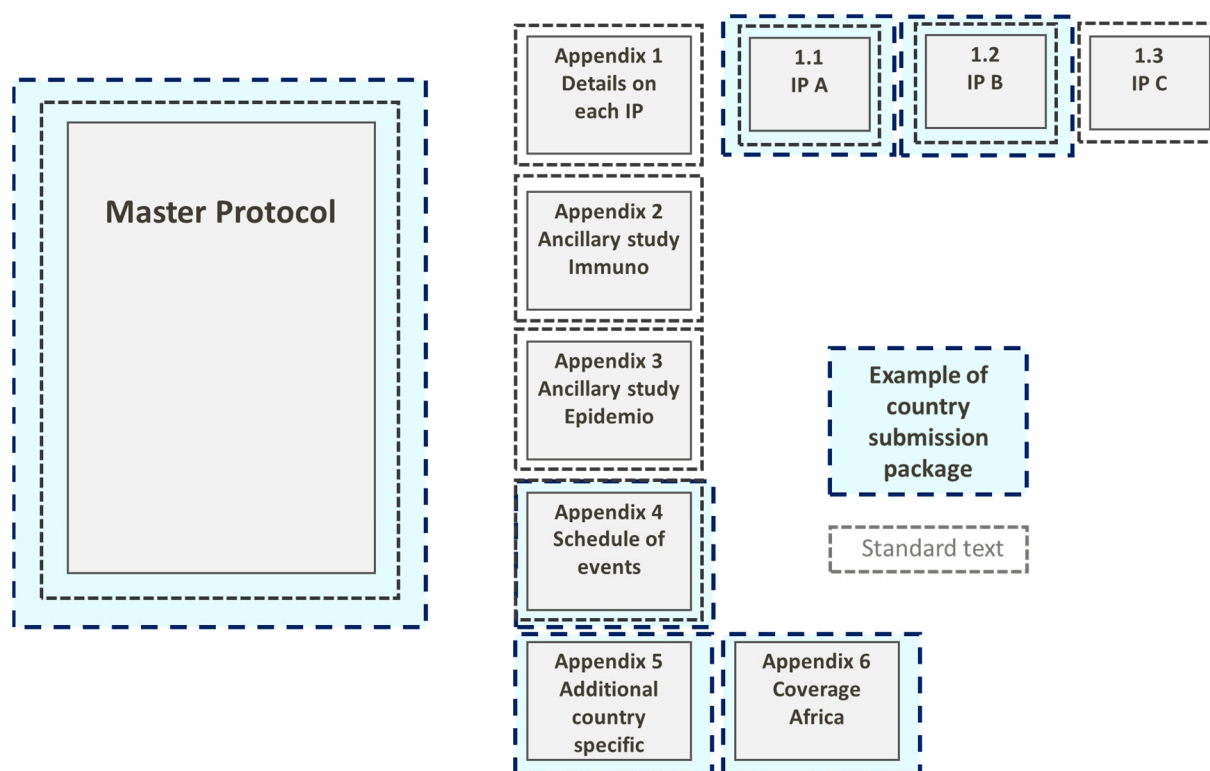 Master Protocol
Appendix 1
Details on
each IP
1.1
IP A
1.2
IP B
1.3
IP C
Appendix 2
Ancillary study
Immuno
Appendix 3
Ancillary study
Epidemio
Example of
country
submission
package
Appendix 4
Schedule of
events
Standard text
Appendix 5
Additional
country
specific
Appendix 6
Coverage
Africa